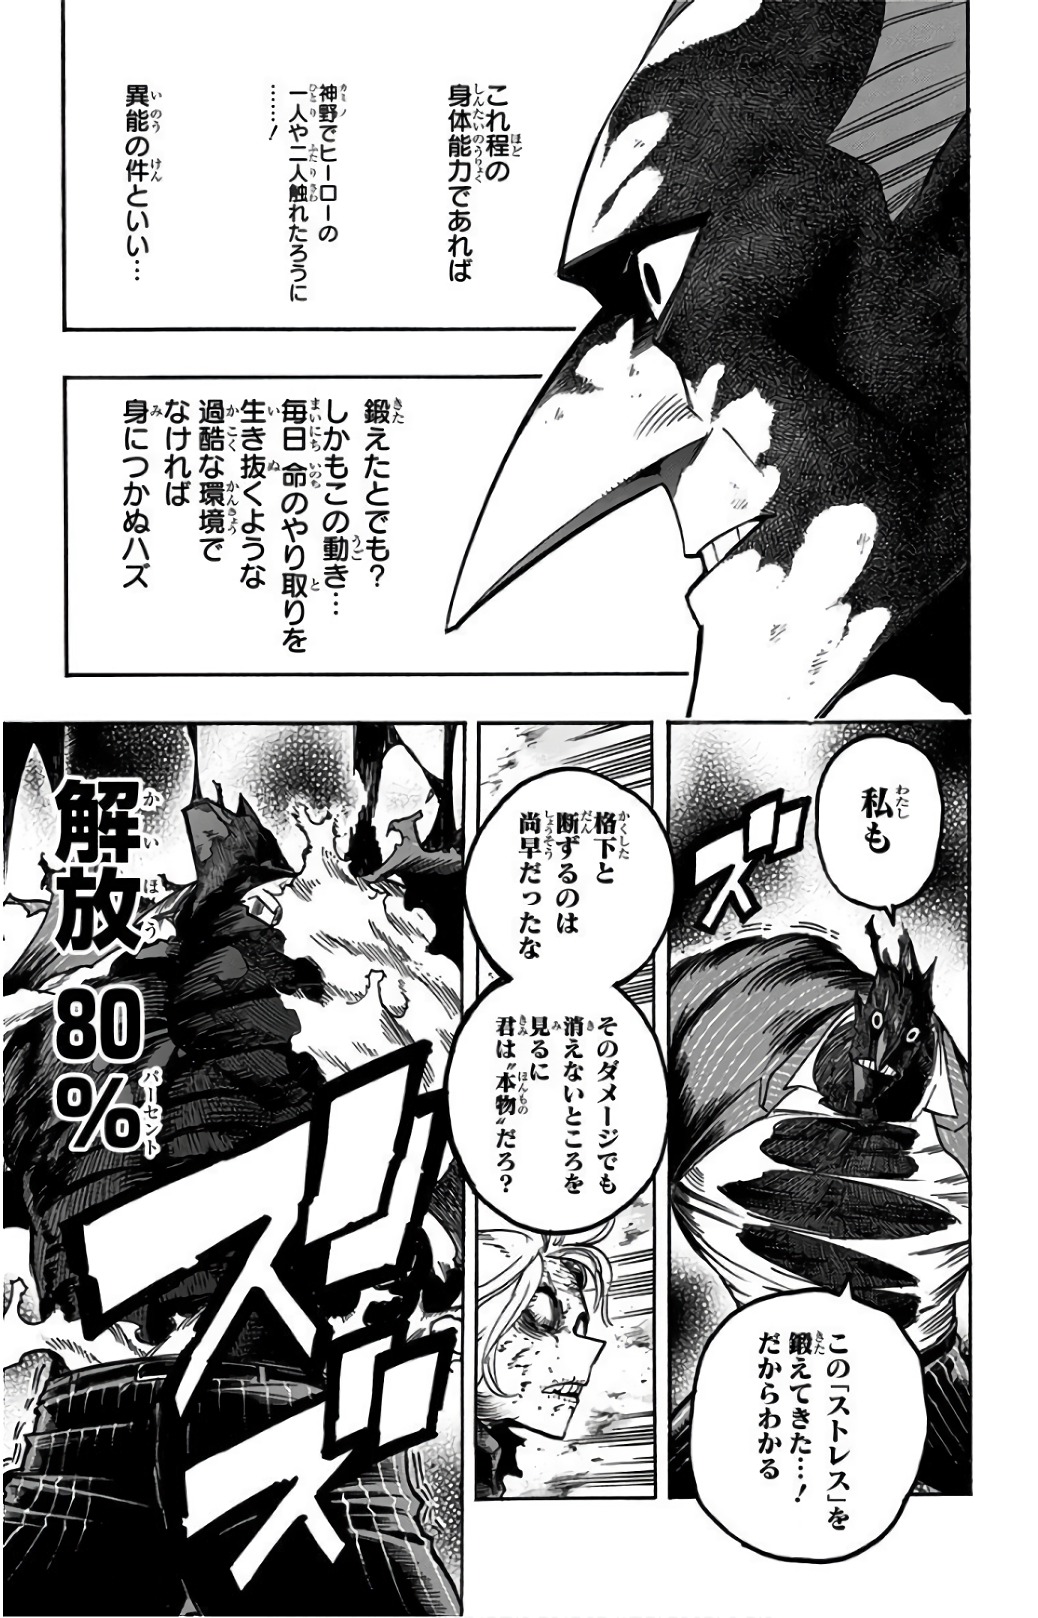 これ程の
身体能力であれば
神野でヒーローの
一人や二人触れたろうに
……!
異能の件といい…
鍛えたとでも?
しかもこの動き…
毎日 命のやり取りを
生き抜くような
過酷な環境で
なければ
身につかぬハズ
私も
ズ
この「ストレス」を
鍛えてきた…!
だからわかる
格下と
断ずるのは
尚早だったな
そのダメージでも
消えないところを
見るに
君は〝本物〟だろ?
解放80%
ズズ